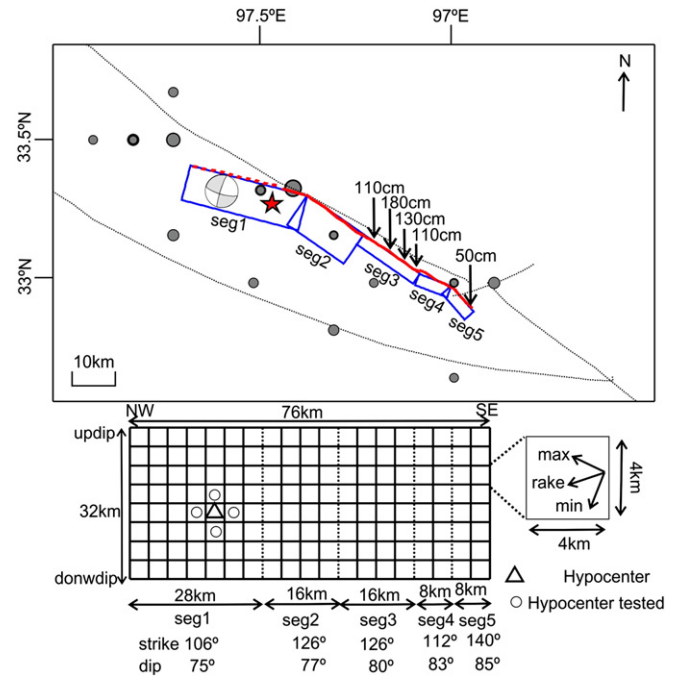 97.5ºE 97ºE
N
33.5ºN
110cm
180cm
130cm
110cm
seg1
50cm
seg2
33ºN
seg3
seg4
seg5
10km
NW 76km SE
updip
max
rake
min
4km
32km
4km
donwdip
Hypocenter
28km 16km 16km 8km 8km
Hypocenter tested
seg1 seg2 seg3 seg4 seg5
strike 106º 126º 126º 112º 140º
dip 75º 77º 80º 83º 85º